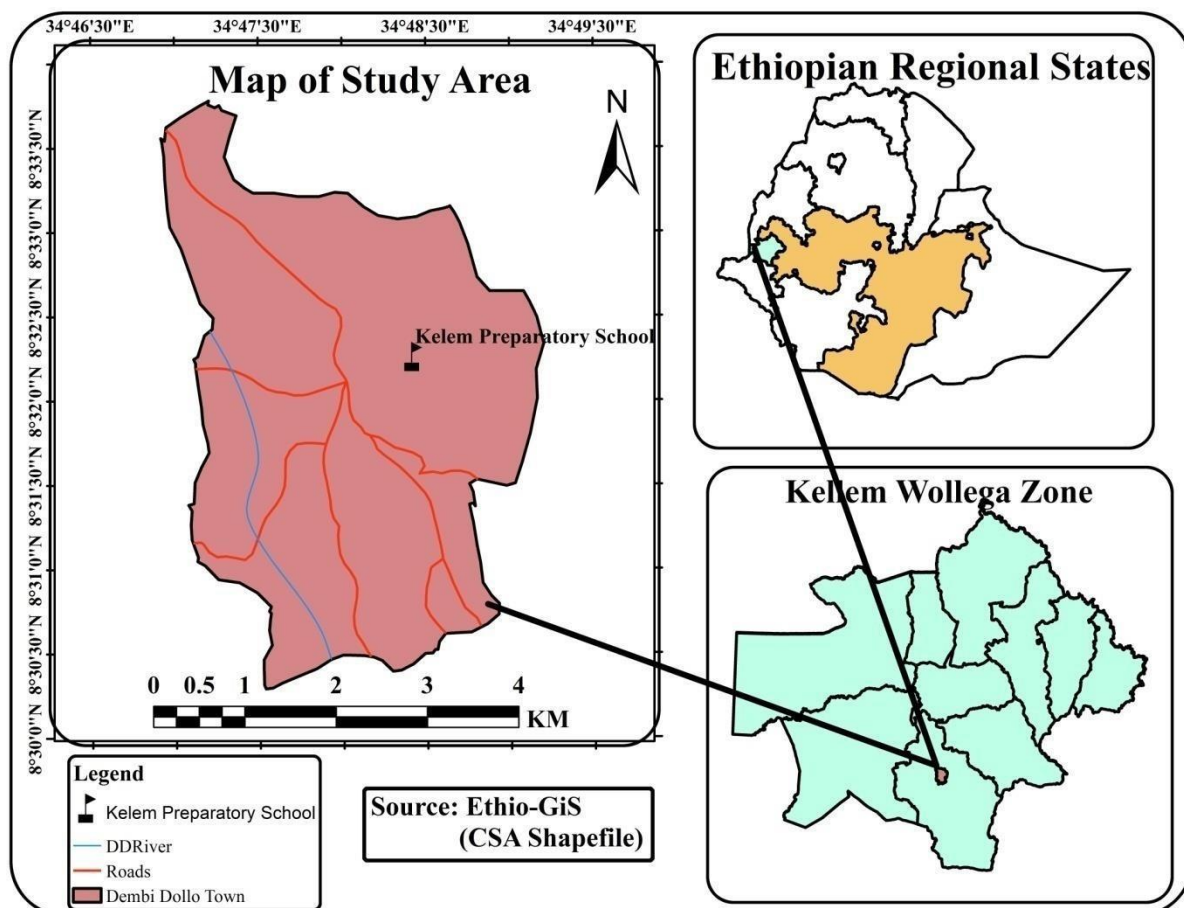 34°46'30"E 34°47'30"E 34°48'30"E 34°49'30"E
Map of Study Area
N
8°33'30"N
8°33'0"N
8°32'30"N
8°32'0"N
8°31'30"N
8°31'0"N
8°30'30"N
8°30'0"N
Kelem Preparatory School
0 0.5 1 2 3 4
KM
Legend
Kelem Preparatory School
DDRiver
Roads
Dembi Dollo Town
Source: Ethio-GiS
(CSA Shapefile)
Ethiopian Regional States
Kellem Wollega Zone